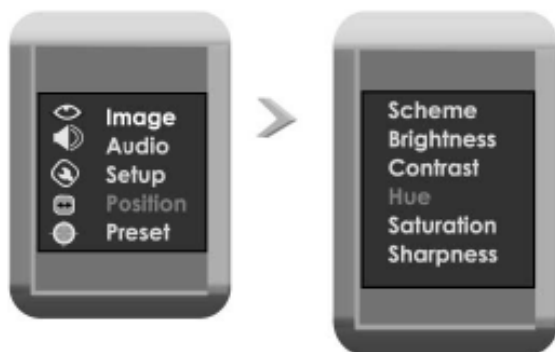 Image
Audio
Setup
Position
Preset
Scheme
Brightness
Contrast
Hue
Saturation
Sharpness